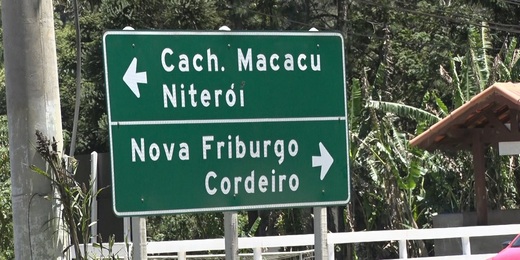 Cach. Macacu
Niterói
Nova Friburgo
Cordeiro